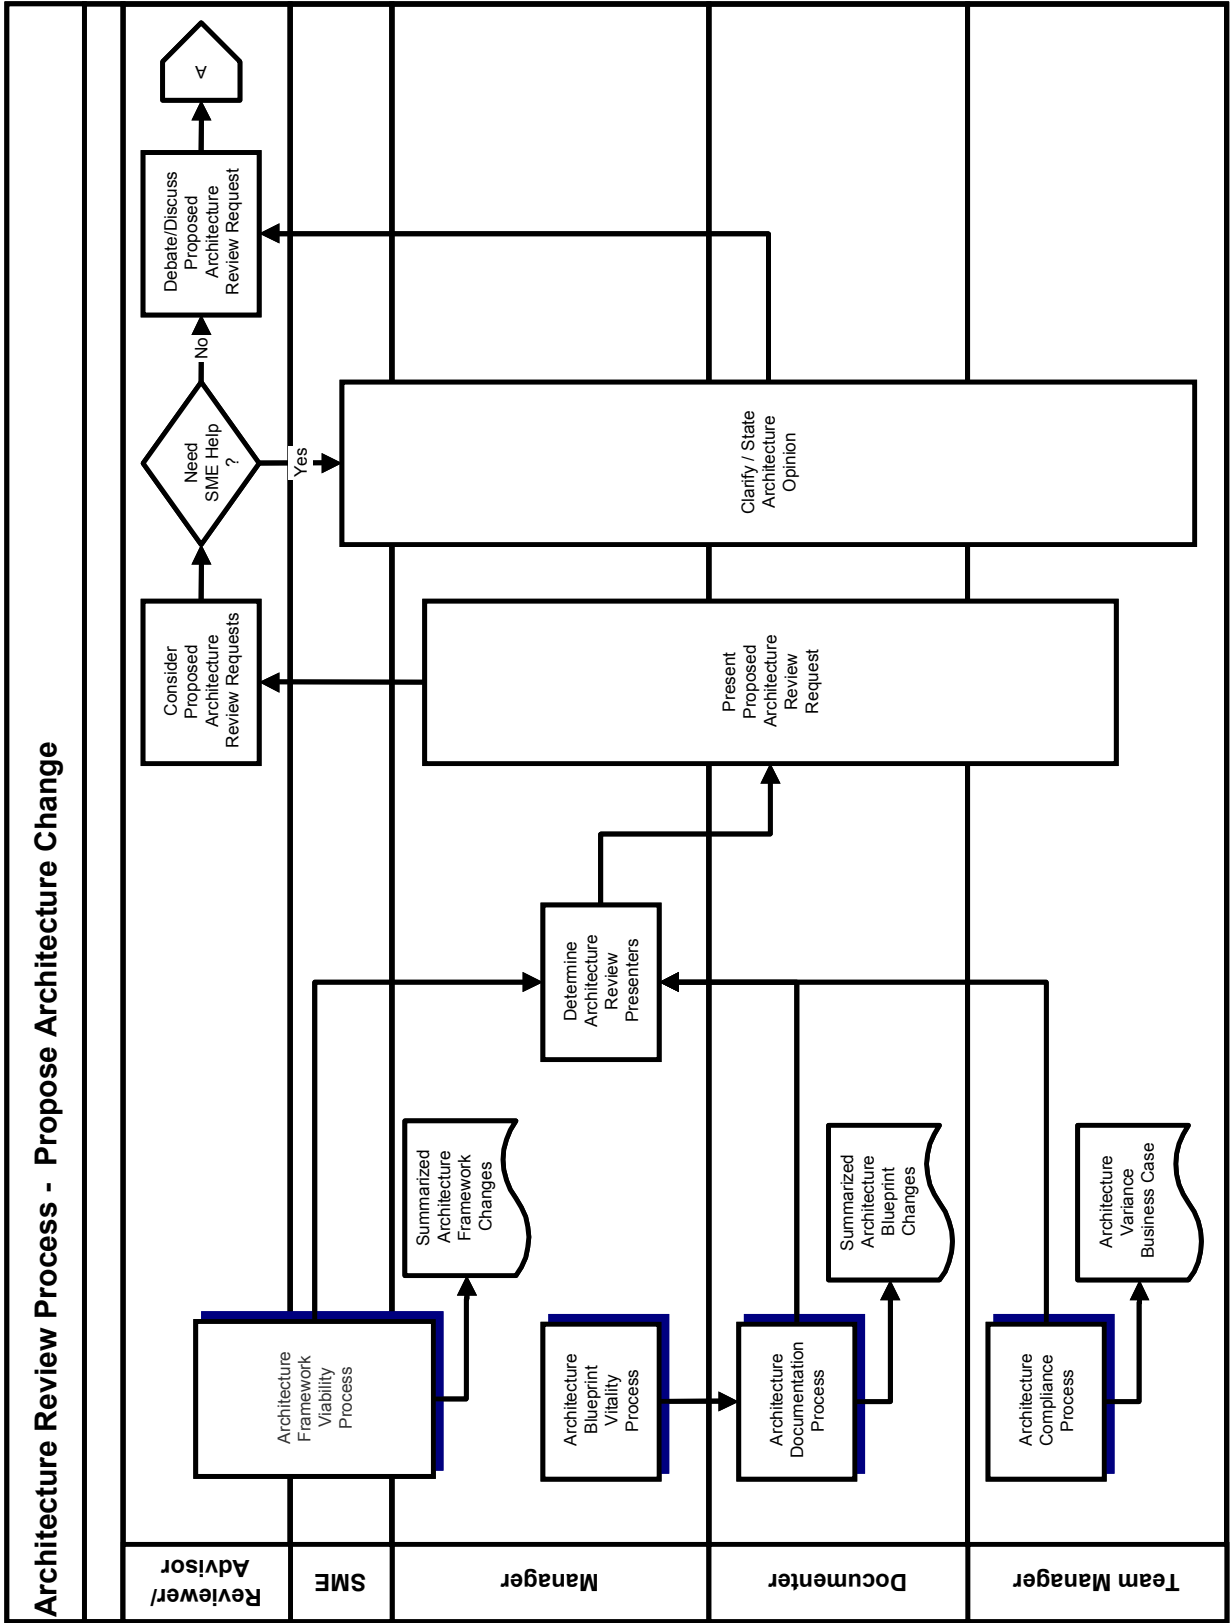 Architecture Review Process - Propose Architecture Change
Reviewer/
Advisor
SME
Manager
Documenter
Team Manager
Architecture
Framework
Viability
Process
Summarized
Architecture
Framework
Changes
Architecture
Blueprint
Vitality
Process
Architecture
Documentation
Process
Summarized
Architecture
Blueprint
Changes
Architecture
Compliance
Process
Architecture
Variance
Business Case
Determine
Architecture
Review
Presenters
Present
Proposed
Architecture
Review
Request
Consider
Proposed
Architecture
Review Requests
Need
SME Help
?
Yes
No
Clarify / State
Architecture
Opinion
Debate/Discuss
Proposed
Architecture
Review Request
A